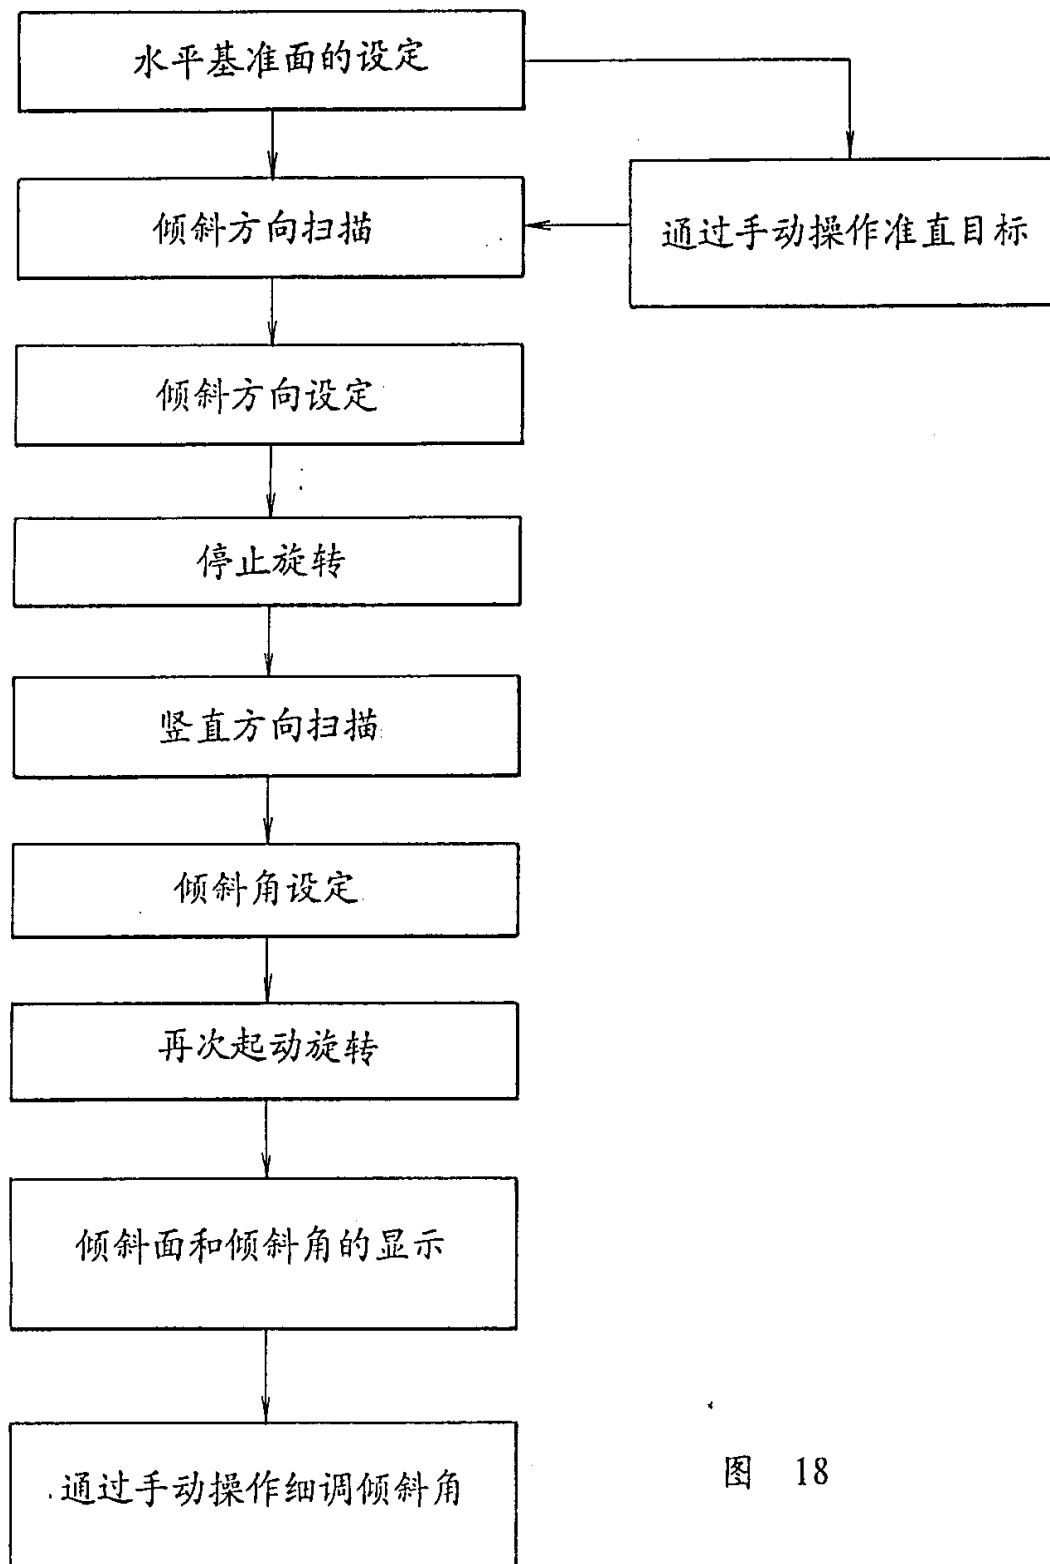 水平基准面的设定
倾斜方向扫描
通过手动操作准直目标
倾斜方向设定
停止旋转
竖直方向扫描
倾斜角设定
再次起动旋转
倾斜面和倾斜角的显示
通过手动操作细调倾斜角
图 18